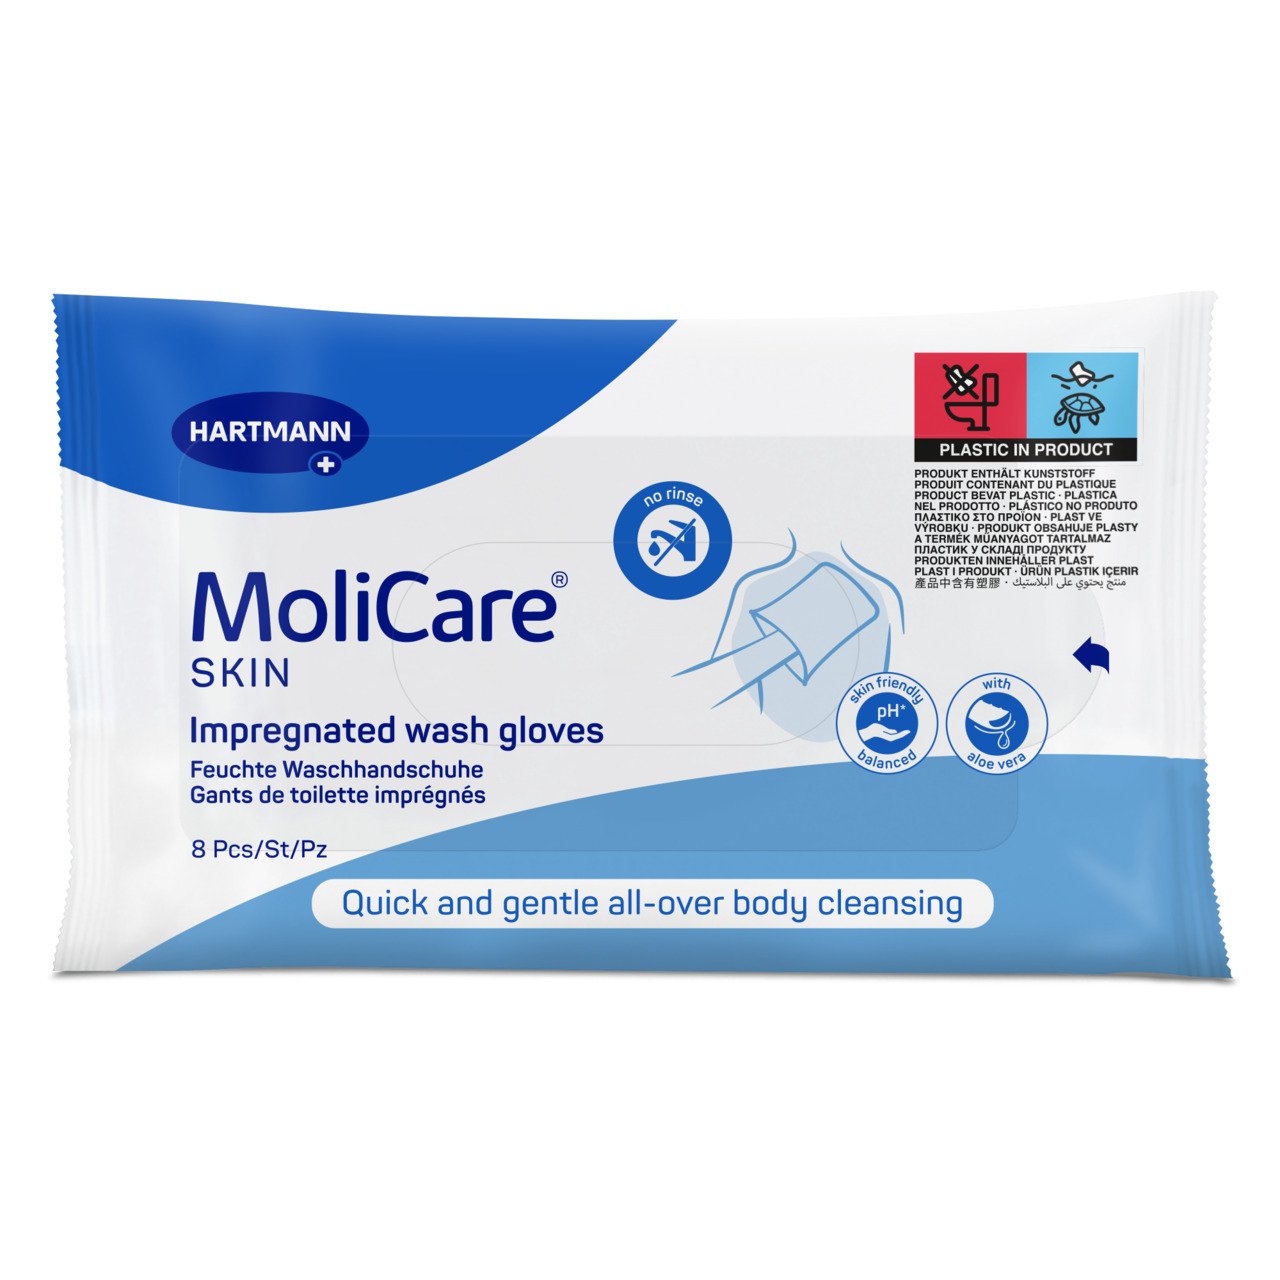 HARTMANN
PLASTIC IN PRODUCT
PRODUKT ENTHÄLT KUNSTSTOFF
PRODUIT CONTENANT DU PLASTIQUE
PRODUCT BEVAT PLASTIC · PLASTICA
NEL PRODOTTO · PLÁSTICO NO PRODUTO
ΠΛΑΣΤΙΚΟ ΣΤΟ ΠΡΟΪΟΝ · PLAST VE
VÝROBKU · PRODUKT OBSAHUJE PLASTY
A TERMÉK MŰANYAGOT TARTALMAZ
ПЛАСТИК У СКЛАДІ ПРОДУКТУ
PRODUKTEN INNEHÅLLER PLAST
PLAST I PRODUKT · ÜRÜN PLASTIK IÇERIR
產品中含有塑膠 · منتج يحتوي على البلاستيك
no rinse
MoliCare®
SKIN
Impregnated wash gloves
Feuchte Waschhandschuhe
Gants de toilette imprégnés
8 Pcs/St/Pz
skin friendly
pH*
balanced
with
aloe vera
Quick and gentle all-over body cleansing